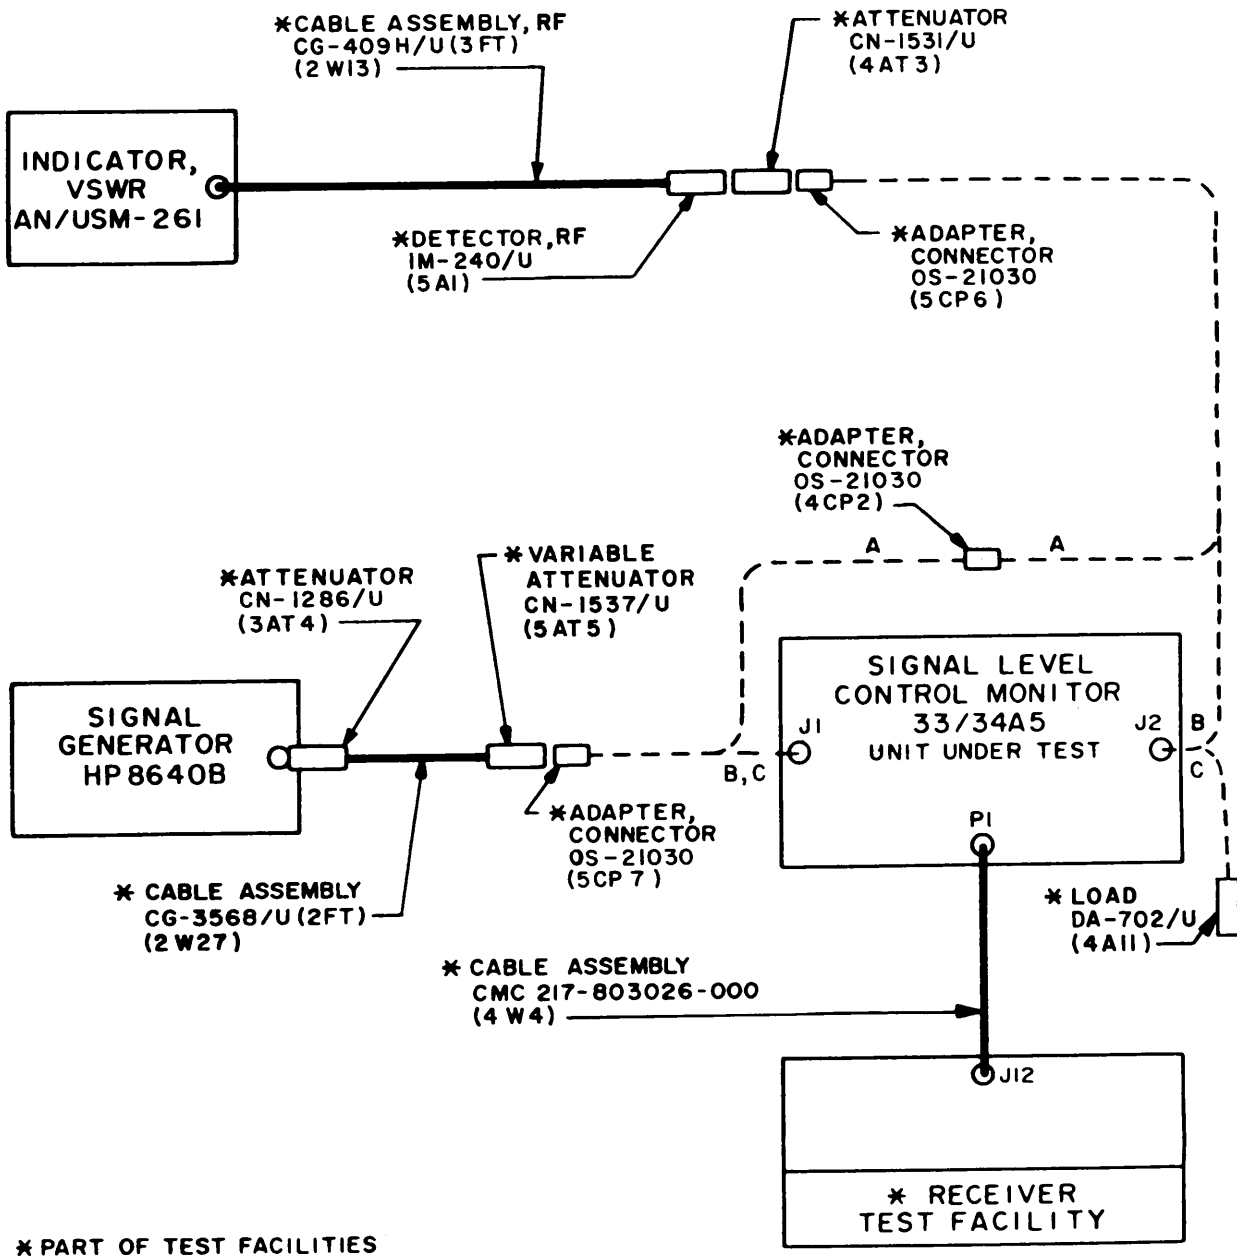 *CABLE ASSEMBLY, RF
CG-409H/U(3FT)
(2W13)
*ATTENUATOR
CN-1531/U
(4AT3)
INDICATOR,
VSWR
AN/USM-261
*DETECTOR,RF
IM-240/U
(5A1)
*ADAPTER,
CONNECTOR
OS-21030
(5CP6)
*ADAPTER,
CONNECTOR
OS-21030
(4CP2)
A
A
*ATTENUATOR
CN-1286/U
(3AT4)
*VARIABLE
ATTENUATOR
CN-1537/U
(5AT5)
SIGNAL
GENERATOR
HP8640B
SIGNAL LEVEL
CONTROL MONITOR
33/34A5
UNIT UNDER TEST
J1
J2
B
C
B,C
P1
*ADAPTER,
CONNECTOR
OS-21030
(5CP7)
*CABLE ASSEMBLY
CG-3568/U(2FT)
(2W27)
*LOAD
DA-702/U
(4A11)
*CABLE ASSEMBLY
CMC 217-803026-000
(4W4)
J12
*RECEIVER
TEST FACILITY
*PART OF TEST FACILITIES